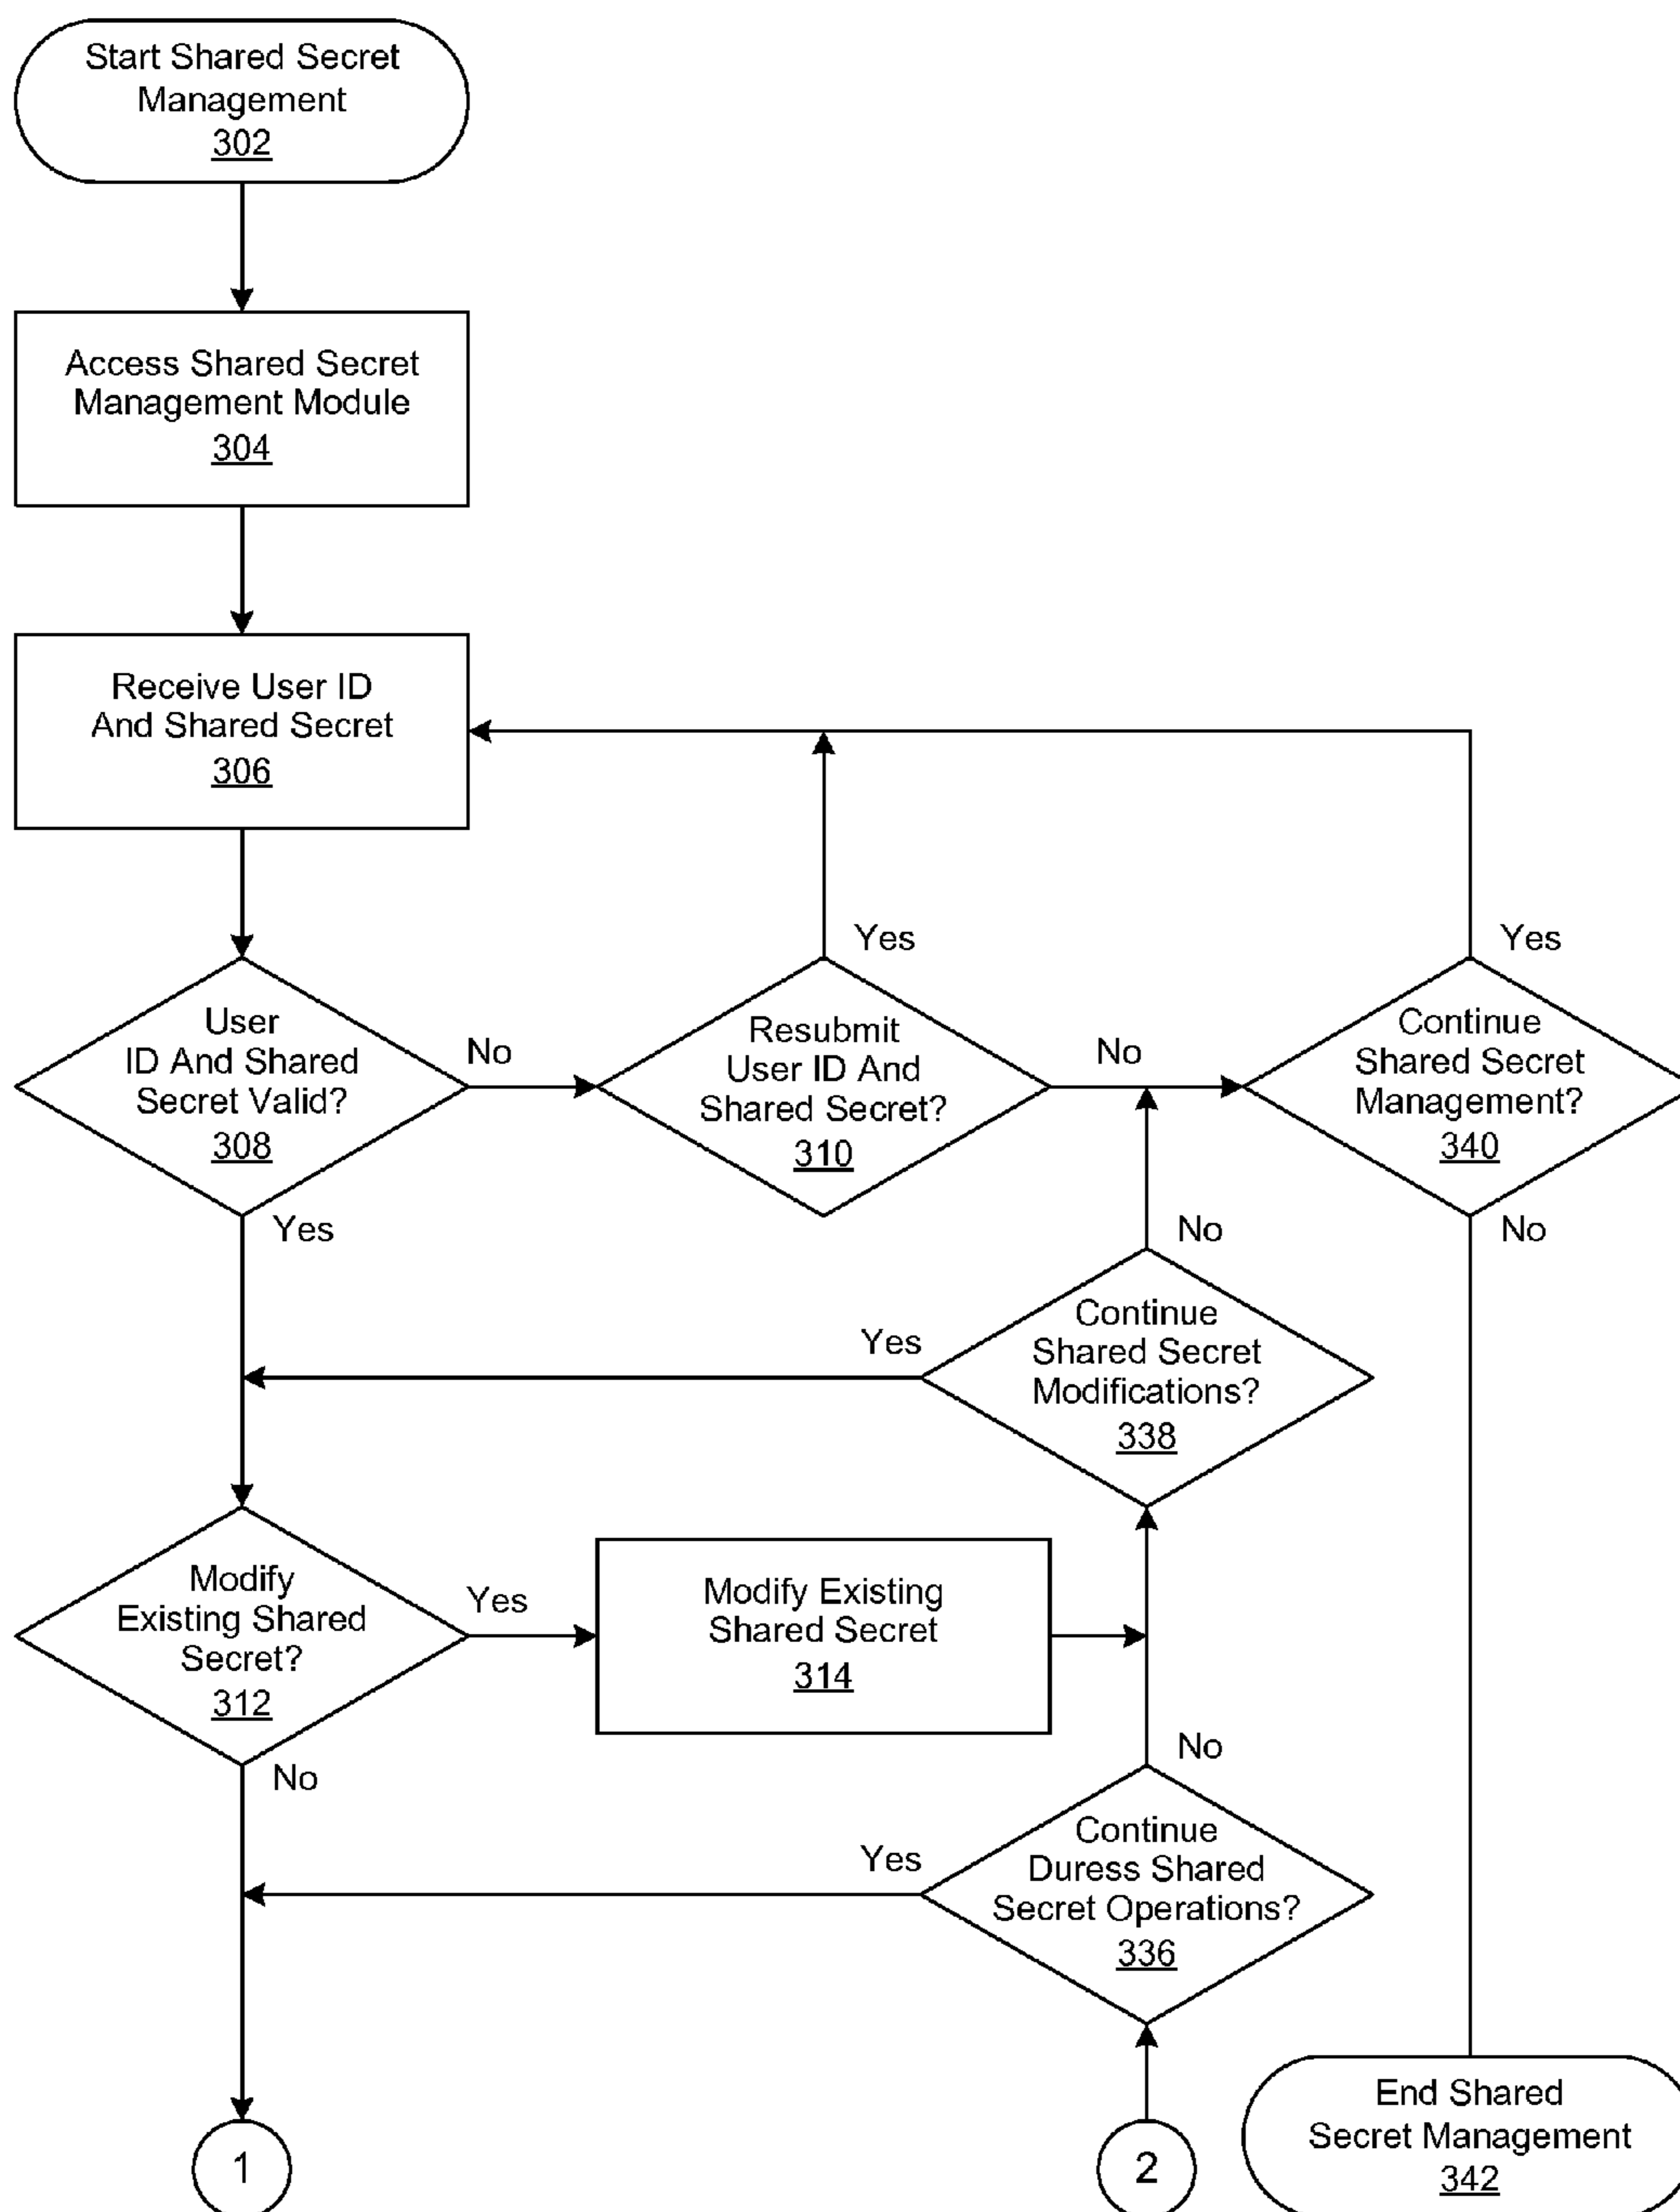 Start Shared Secret
Management
302
Access Shared Secret
Management Module
304
Receive User ID
And Shared Secret
306
User
ID And Shared
Secret Valid?
308
No
Yes
Resubmit
User ID And
Shared Secret?
310
Yes
No
Continue
Shared Secret
Management?
340
Yes
No
Continue
Shared Secret
Modifications?
338
No
Yes
Modify
Existing Shared
Secret?
312
Yes
No
Modify Existing
Shared Secret
314
Continue
Duress Shared
Secret Operations?
336
No
Yes
1
2
End Shared
Secret Management
342